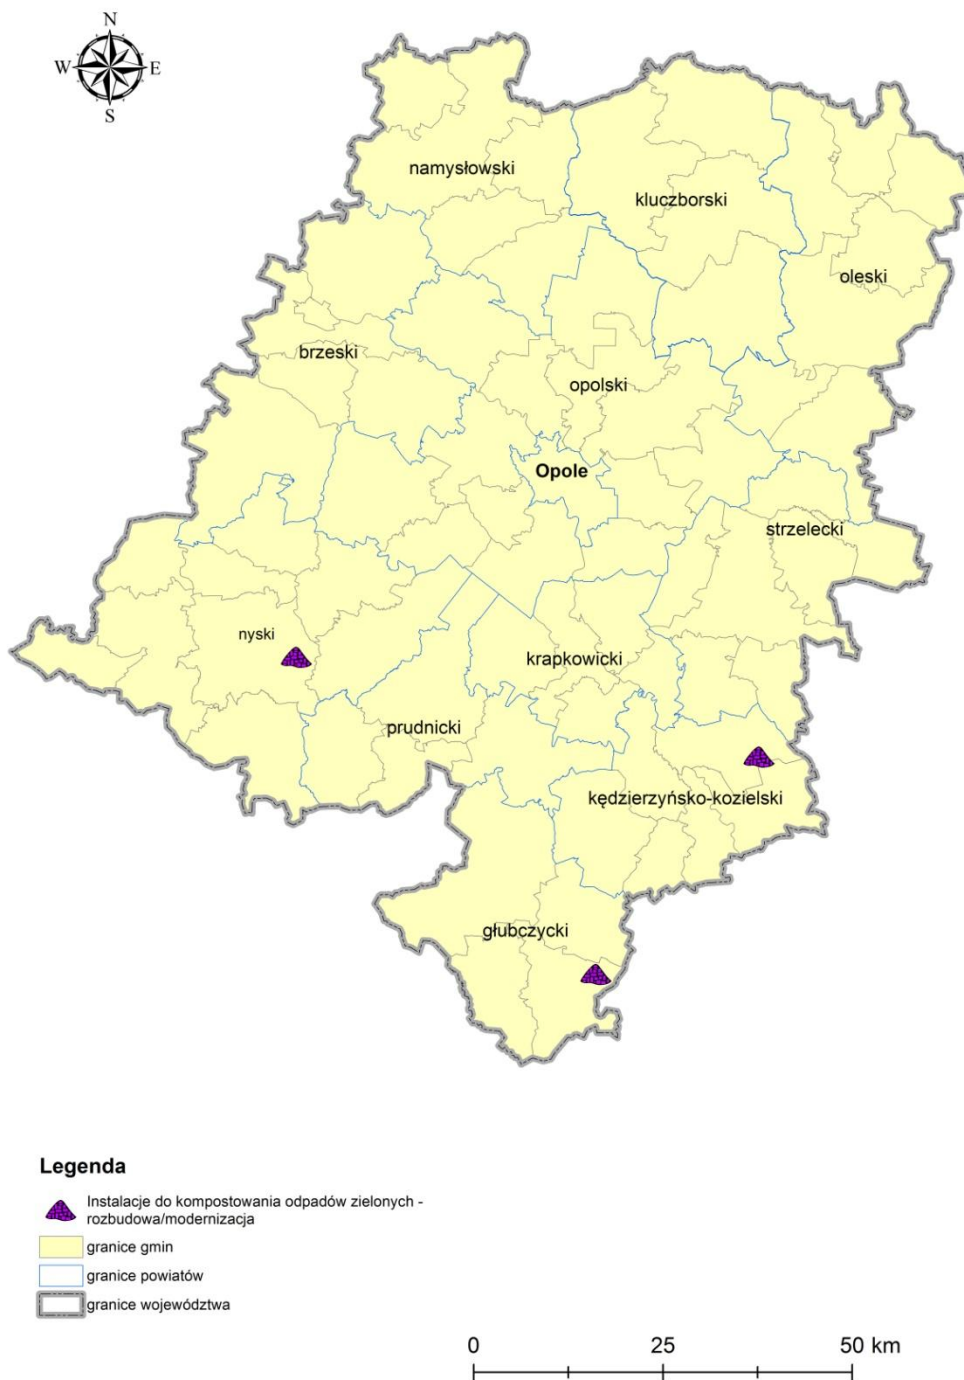 N
W E
S
namysłowski
kluczborski
oleski
brzeski
opolski
Opole
strzelecki
nyski
krapkowicki
prudnicki
kędzierzyńsko-kozielski
głubczycki
Legenda
Instalacje do kompostowania odpadów zielonych -
rozbudowa/modernizacja
granice gmin
granice powiatów
granice województwa
0 25 50 km